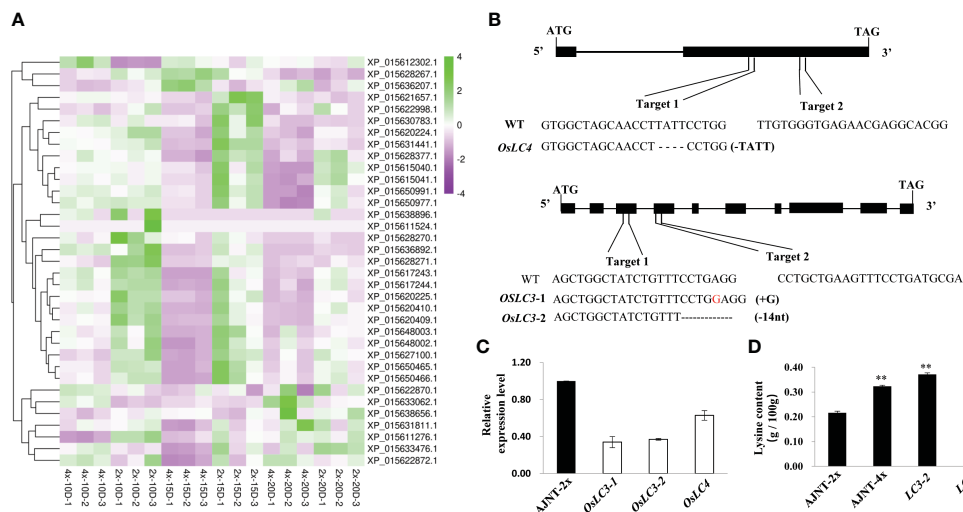 A
4
2
0
-2
-4
XP_015612302.1
XP_015628267.1
XP_015636207.1
XP_015621657.1
XP_015622998.1
XP_015630783.1
XP_015620224.1
XP_015631441.1
XP_015628377.1
XP_015615040.1
XP_015615041.1
XP_015650991.1
XP_015650977.1
XP_015638896.1
XP_015611524.1
XP_015628270.1
XP_015636892.1
XP_015628271.1
XP_015617243.1
XP_015617244.1
XP_015620225.1
XP_015620410.1
XP_015620409.1
XP_015648003.1
XP_015648002.1
XP_015627100.1
XP_015650465.1
XP_015650466.1
XP_015622870.1
XP_015633062.1
XP_015638656.1
XP_015631811.1
XP_015611276.1
XP_015633476.1
XP_015622872.1
4x-10D-1
4x-10D-2
4x-10D-3
2x-10D-1
2x-10D-2
2x-10D-3
4x-15D-1
4x-15D-2
4x-15D-3
2x-15D-1
2x-15D-2
2x-15D-3
4x-20D-1
4x-20D-2
4x-20D-3
2x-20D-1
2x-20D-2
2x-20D-3
B
ATG TAG
5' 3'
Target 1 Target 2
WT GTGGCTAGCAACCTTATTCCTGG TTGTGGGTGAGAACGAGGCACGG
OsLC4 GTGGCTAGCAACCT ---- CCTGG (-TATT)
ATG TAG
5' 3'
Target 1 Target 2
WT AGCTGGCTATCTGTTTCCTGAGG CCTGCTGAAGTTTCCTGATGCGA
OSLC3-1 AGCTGGCTATCTGTTTCCTGGAGG (+G)
OsLC3-2 AGCTGGCTATCTGTTT------------- (-14nt)
C
Relative expression level
1.20
0.80
0.40
0.00
AJNT-2x
OsLC3-1
OsLC3-2
OsLC4
D
Lysine content (g / 100g)
0.40
0.30
0.20
0.10
0.00
**
**
AJNT-2x
AJNT-4x
LC3-2